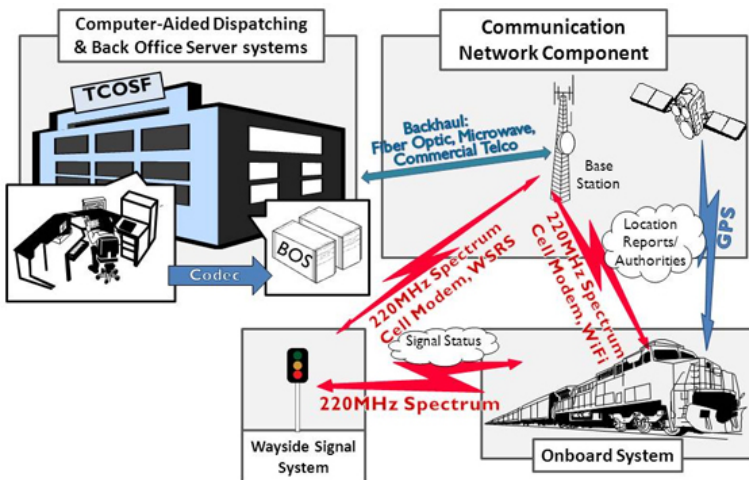 Computer-Aided Dispatching
& Back Office Server systems
TCOSF
Codec
BOS
Communication
Network Component
Backhaul:
Fiber Optic, Microwave,
Commercial Telco
Base
Station
Location
Reports/
Authorities
GPS
220MHz Spectrum
Cell Modem, WSRS
220MHz Spectrum
Cell Modem, WiFi
Signal Status
220MHz Spectrum
Wayside Signal
System
Onboard System